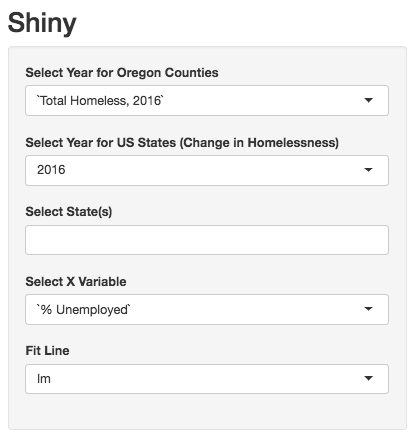 Shiny
Select Year for Oregon Counties
`Total Homeless, 2016`
Select Year for US States (Change in Homelessness)
2016
Select State(s)
Select X Variable
`% Unemployed`
Fit Line
lm